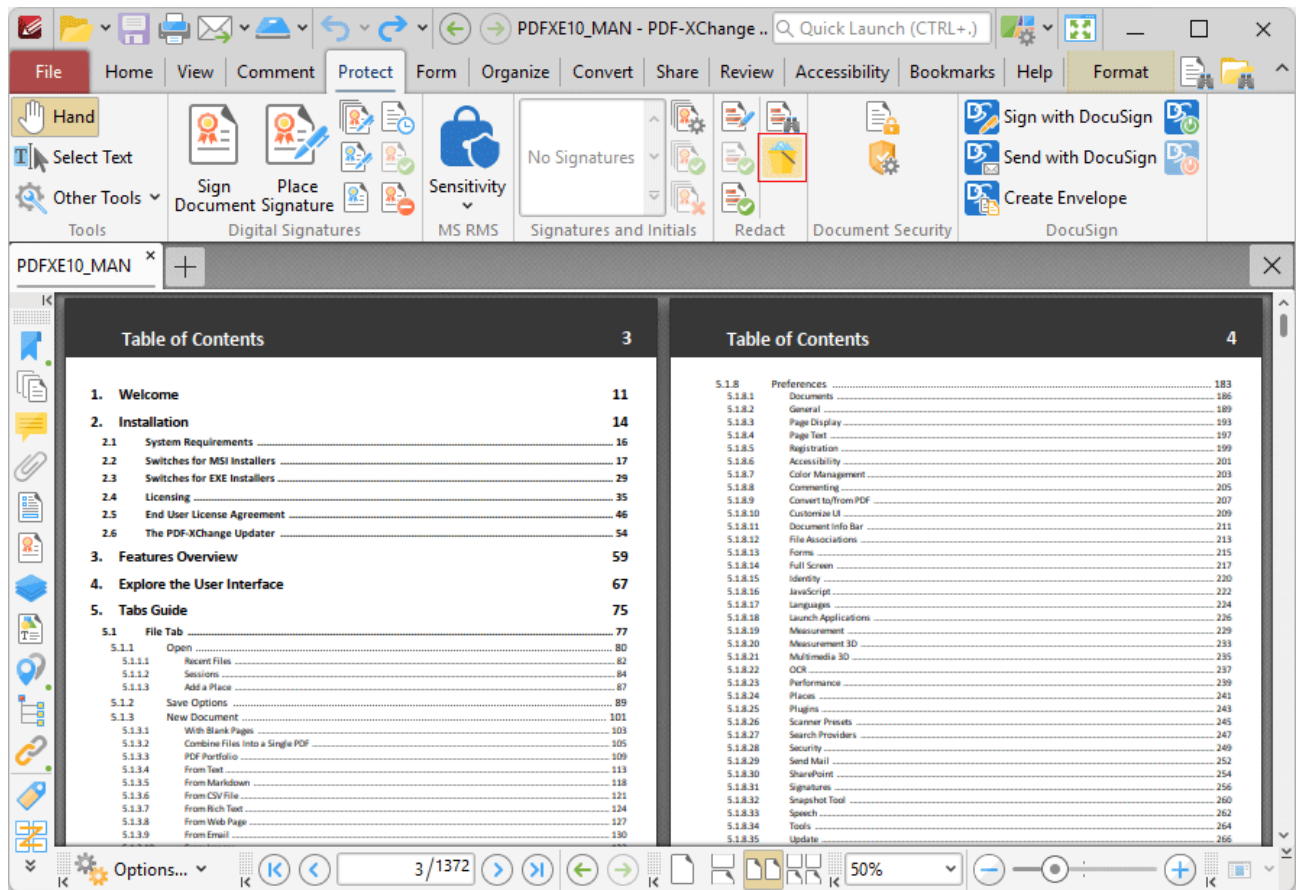 PDFXE10_MAN - PDF-XChange .. Quick Launch (CTRL+.)
File Home View Comment Protect Form Organize Convert Share Review Accessibility Bookmarks Help Format
Hand
Select Text
Other Tools
Tools
Sign Document
Place Signature
Digital Signatures
Sensitivity
MS RMS
No Signatures
Signatures and Initials
Redact
Document Security
Sign with DocuSign
Send with DocuSign
Create Envelope
DocuSign
PDFXE10_MAN
Table of Contents 3
1. Welcome 11
2. Installation 14
2.1 System Requirements 16
2.2 Switches for MSI Installers 17
2.3 Switches for EXE Installers 29
2.4 Licensing 35
2.5 End User License Agreement 46
2.6 The PDF-XChange Updater 54
3. Features Overview 59
4. Explore the User Interface 67
5. Tabs Guide 75
5.1 File Tab 77
5.1.1 Open 80
5.1.1.1 Recent Files 82
5.1.1.2 Sessions 84
5.1.1.3 Add a Place 87
5.1.2 Save Options 89
5.1.3 New Document 101
5.1.3.1 With Blank Pages 103
5.1.3.2 Combine Files Into a Single PDF 105
5.1.3.3 PDF Portfolio 109
5.1.3.4 From Text 113
5.1.3.5 From Markdown 118
5.1.3.6 From CSV File 121
5.1.3.7 From Rich Text 124
5.1.3.8 From Web Page 127
5.1.3.9 From Email 130
Table of Contents 4
5.1.8 Preferences 183
5.1.8.1 Documents 186
5.1.8.2 General 189
5.1.8.3 Page Display 193
5.1.8.4 Page Text 197
5.1.8.5 Registration 199
5.1.8.6 Accessibility 201
5.1.8.7 Color Management 203
5.1.8.8 Commenting 205
5.1.8.9 Convert to/from PDF 207
5.1.8.10 Customize UI 209
5.1.8.11 Document Info Bar 211
5.1.8.12 File Associations 213
5.1.8.13 Forms 215
5.1.8.14 Full Screen 217
5.1.8.15 Identity 220
5.1.8.16 JavaScript 222
5.1.8.17 Languages 224
5.1.8.18 Launch Applications 226
5.1.8.19 Measurement 229
5.1.8.20 Measurement 3D 233
5.1.8.21 Multimedia 3D 235
5.1.8.22 OCR 237
5.1.8.23 Performance 239
5.1.8.24 Places 241
5.1.8.25 Plugins 243
5.1.8.26 Scanner Presets 245
5.1.8.27 Search Providers 247
5.1.8.28 Security 249
5.1.8.29 Send Mail 252
5.1.8.30 SharePoint 254
5.1.8.31 Signatures 256
5.1.8.32 Snapshot Tool 260
5.1.8.33 Speech 262
5.1.8.34 Tools 264
5.1.8.35 Update 266
Options... 3/1372 50%